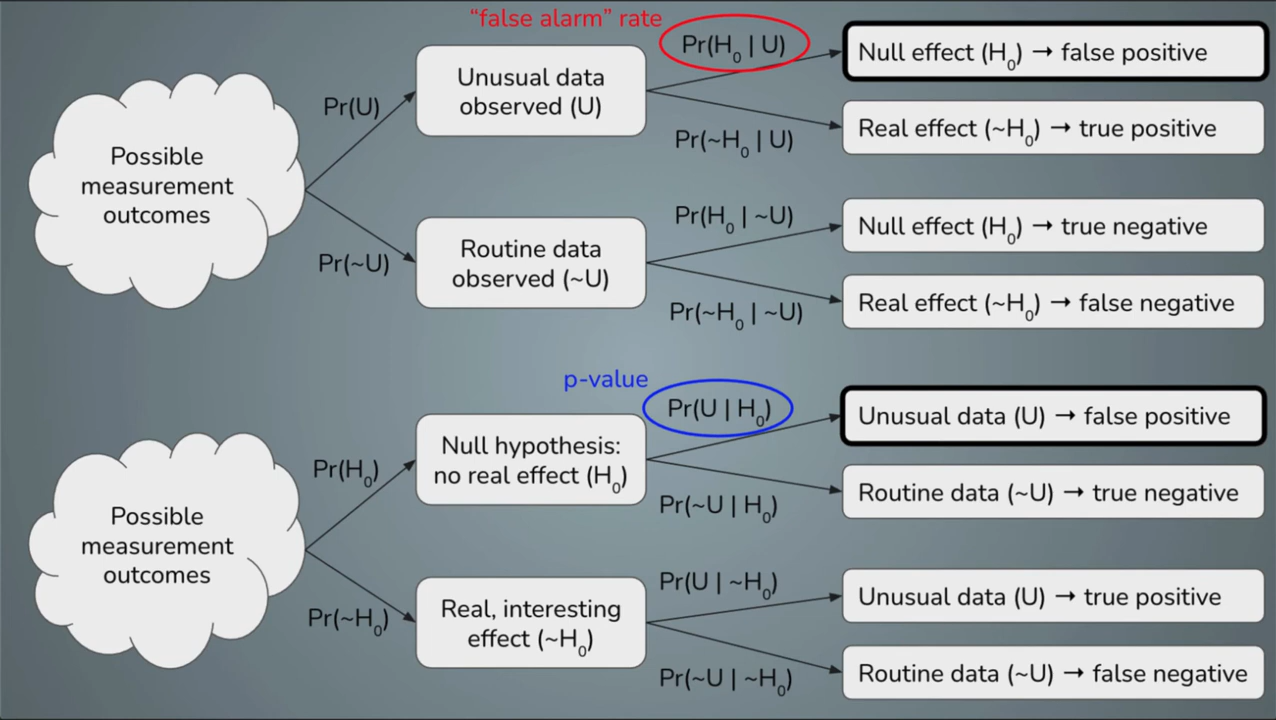 "false alarm" rate
Pr(H₀ | U)
Null effect (H₀) → false positive
Unusual data
observed (U)
Pr(U)
Real effect (~H₀) → true positive
Pr(~H₀ | U)
Possible
measurement
outcomes
Pr(H₀ | ~U)
Null effect (H₀) → true negative
Routine data
observed (~U)
Pr(~U)
Real effect (~H₀) → false negative
Pr(~H₀ | ~U)
p-value
Pr(U | H₀)
Unusual data (U) → false positive
Null hypothesis:
no real effect (H₀)
Pr(H₀)
Routine data (~U) → true negative
Pr(~U | H₀)
Possible
measurement
outcomes
Pr(U | ~H₀)
Unusual data (U) → true positive
Real, interesting
effect (~H₀)
Pr(~H₀)
Routine data (~U) → false negative
Pr(~U | ~H₀)